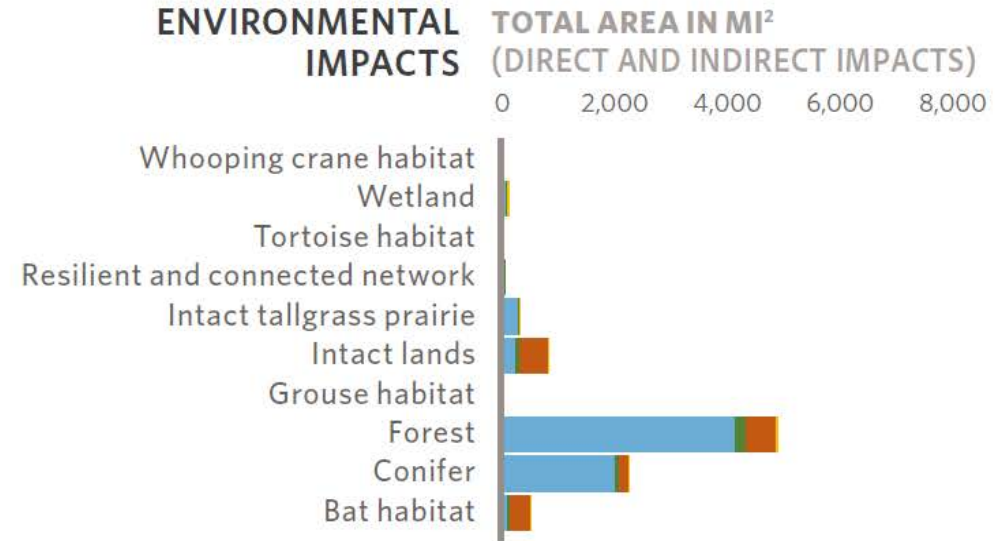 ENVIRONMENTAL
IMPACTS
TOTAL AREA IN MI²
(DIRECT AND INDIRECT IMPACTS)
0 2,000 4,000 6,000 8,000
Whooping crane habitat
Wetland
Tortoise habitat
Resilient and connected network
Intact tallgrass prairie
Intact lands
Grouse habitat
Forest
Conifer
Bat habitat